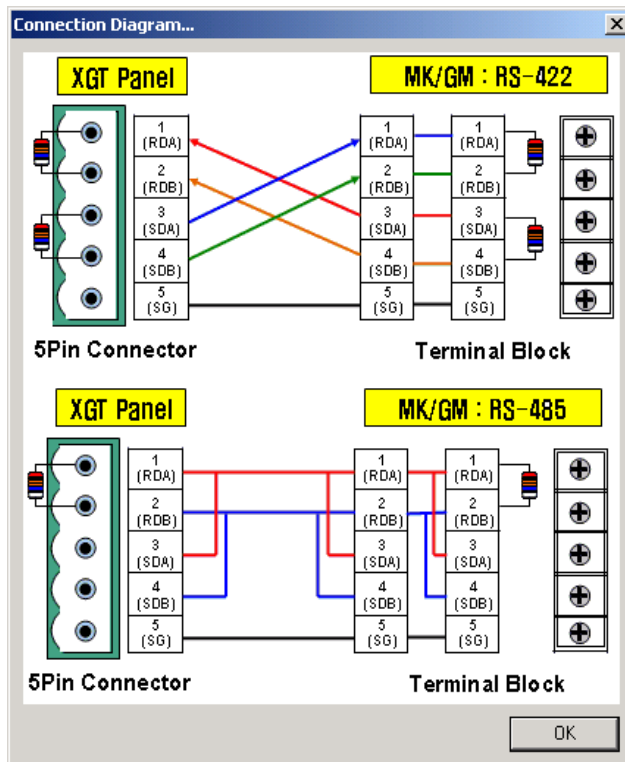 Connection Diagram...
XGT Panel
MK/GM : RS-422
1
(RDA)
2
(RDB)
3
(SDA)
4
(SDB)
5
(SG)
1
(RDA)
2
(RDB)
3
(SDA)
4
(SDB)
5
(SG)
1
(RDA)
2
(RDB)
3
(SDA)
4
(SDB)
5
(SG)
5Pin Connector
Terminal Block
XGT Panel
MK/GM : RS-485
1
(RDA)
2
(RDB)
3
(SDA)
4
(SDB)
5
(SG)
1
(RDA)
2
(RDB)
3
(SDA)
4
(SDB)
5
(SG)
1
(RDA)
2
(RDB)
3
(SDA)
4
(SDB)
5
(SG)
5Pin Connector
Terminal Block
OK